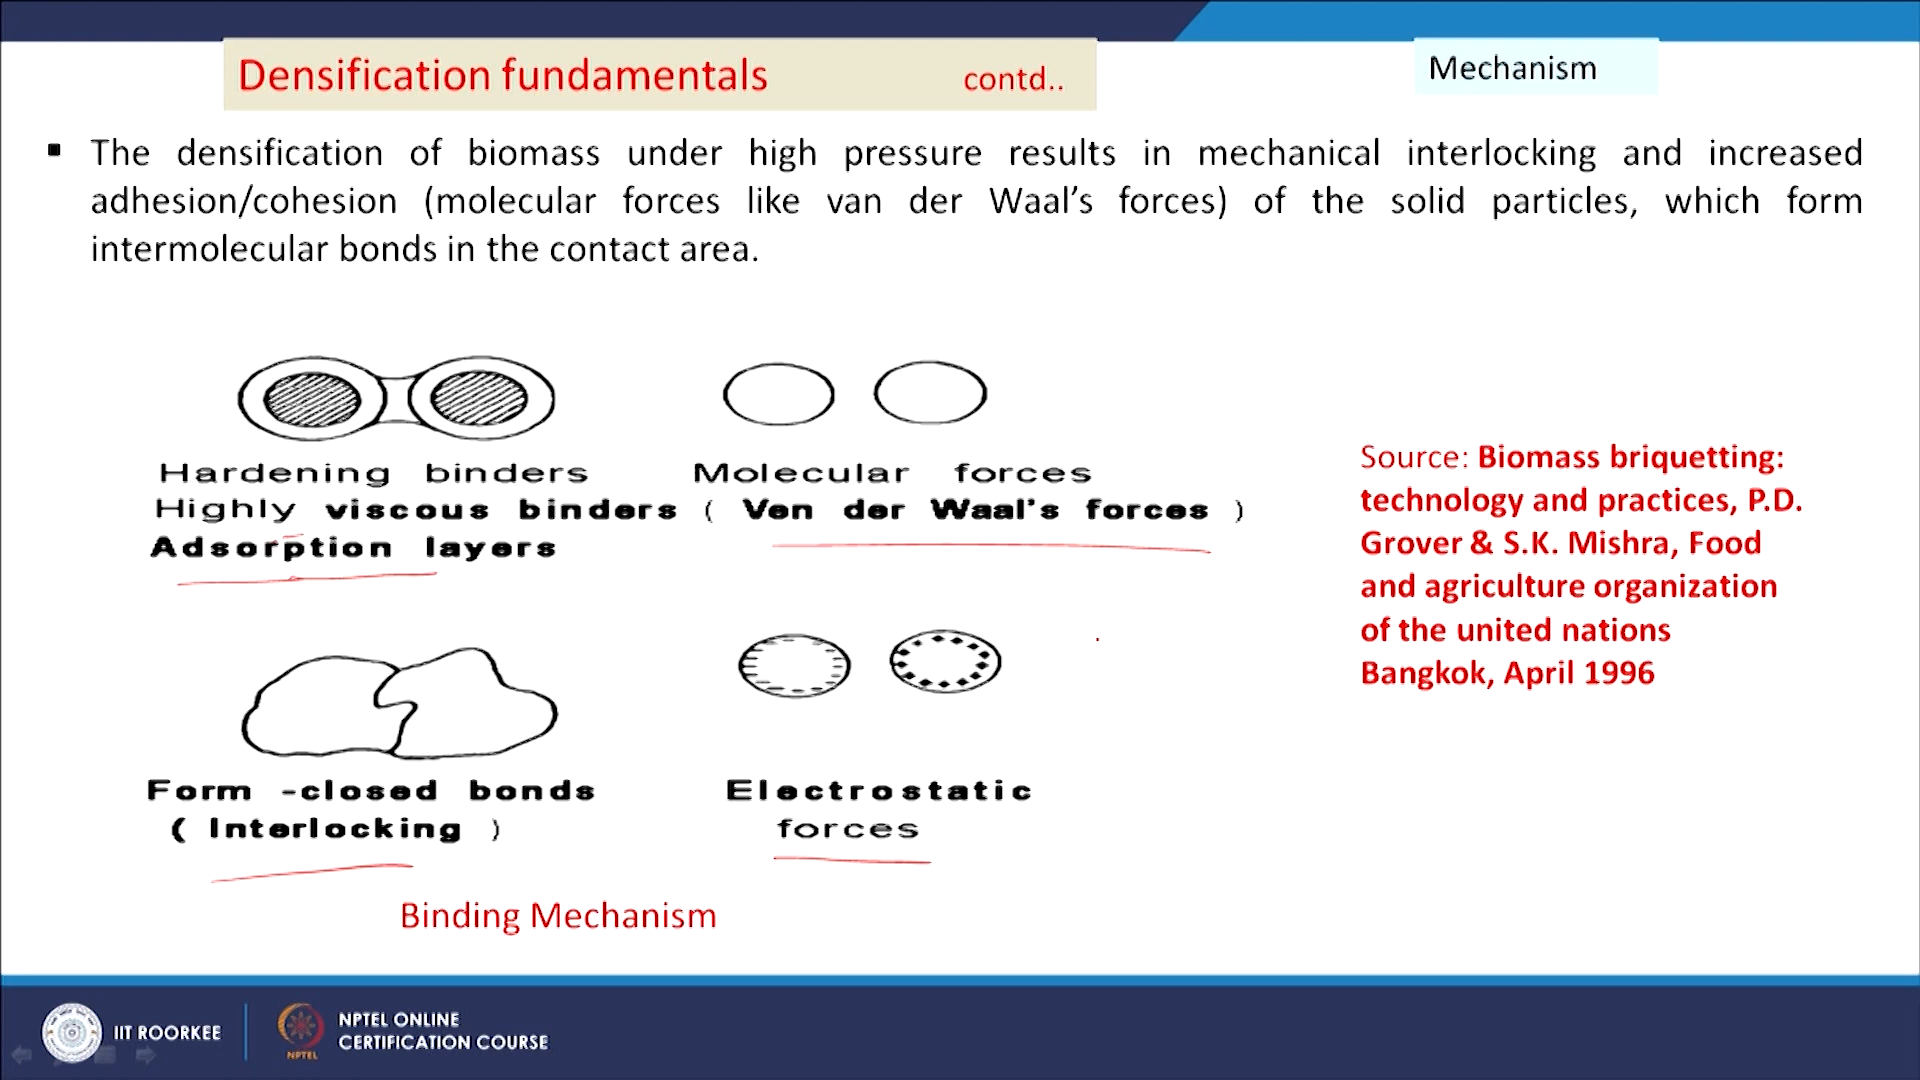 Densification fundamentals contd..
Mechanism
▪ The densification of biomass under high pressure results in mechanical interlocking and increased
adhesion/cohesion (molecular forces like van der Waal’s forces) of the solid particles, which form
intermolecular bonds in the contact area.
Hardening binders
Highly viscous binders
Adsorption layers
Molecular forces
( Van der Waal's forces )
Form -closed bonds
( Interlocking )
Electrostatic
forces
Binding Mechanism
Source: Biomass briquetting:
technology and practices, P.D.
Grover & S.K. Mishra, Food
and agriculture organization
of the united nations
Bangkok, April 1996
IIT ROORKEE
NPTEL
NPTEL ONLINE
CERTIFICATION COURSE